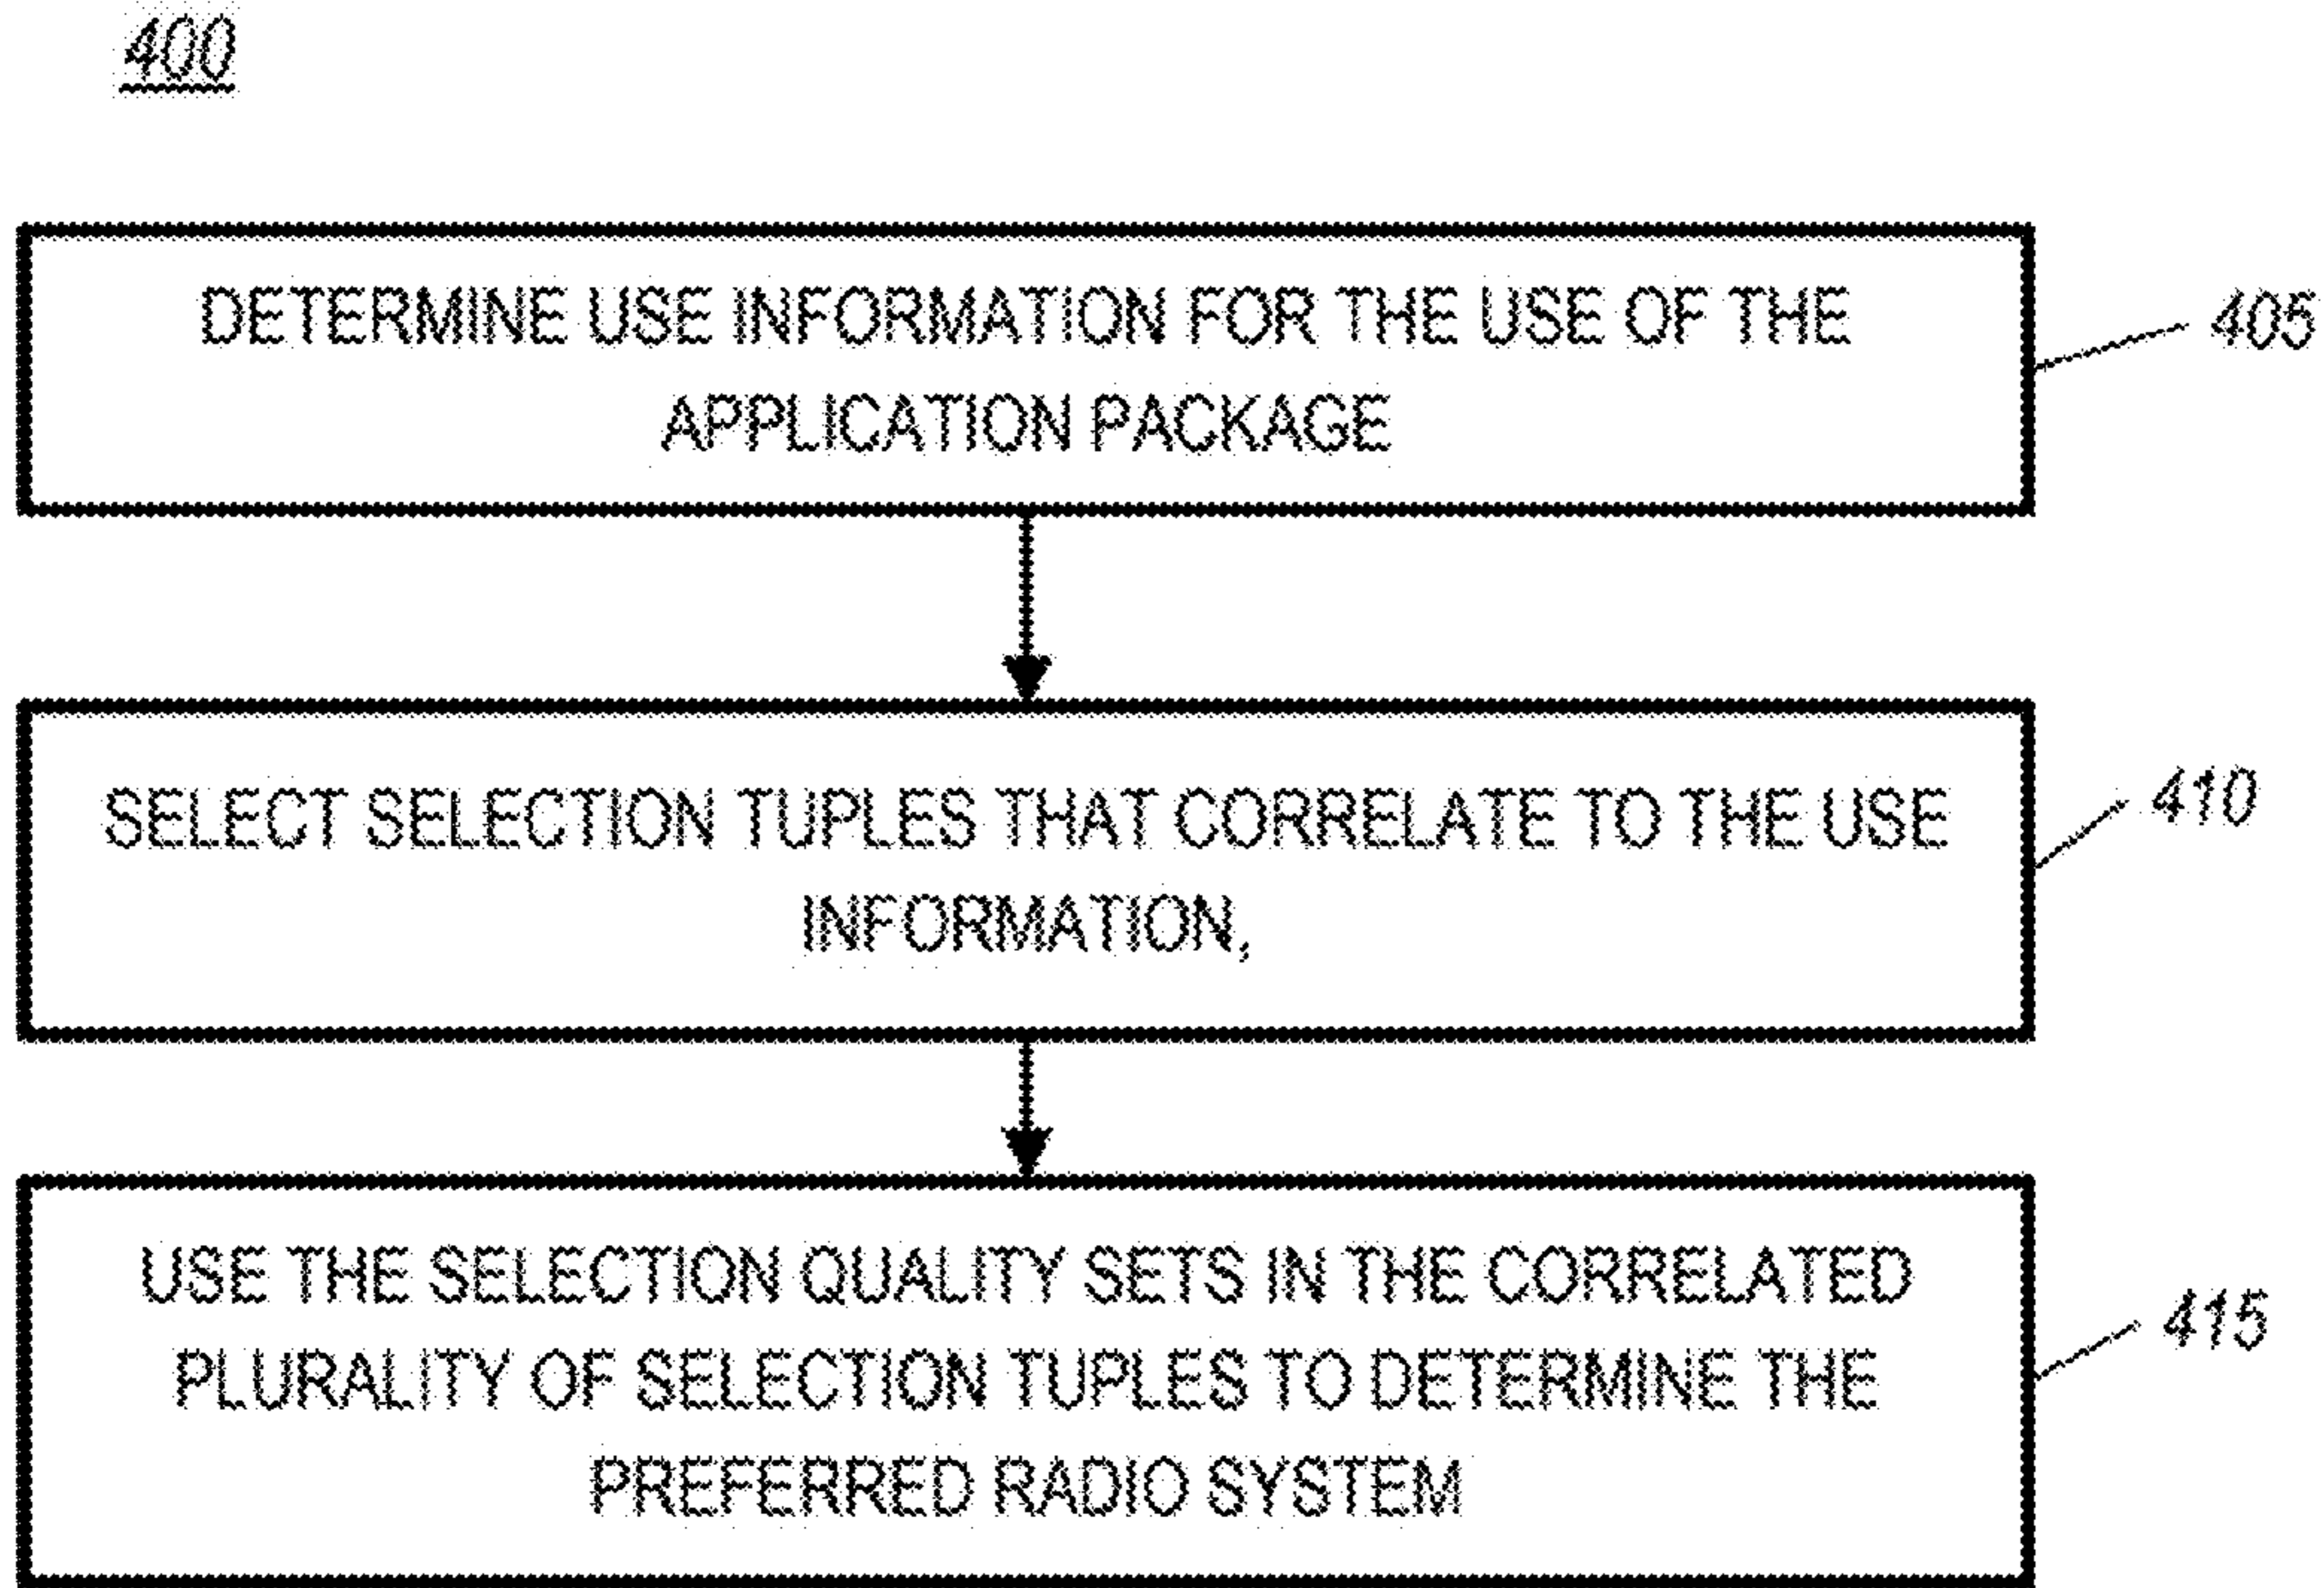 400
DETERMINE USE INFORMATION FOR THE USE OF THE
APPLICATION PACKAGE
405
SELECT SELECTION TUPLES THAT CORRELATE TO THE USE
INFORMATION,
410
USE THE SELECTION QUALITY SETS IN THE CORRELATED
PLURALITY OF SELECTION TUPLES TO DETERMINE THE
PREFERRED RADIO SYSTEM
415